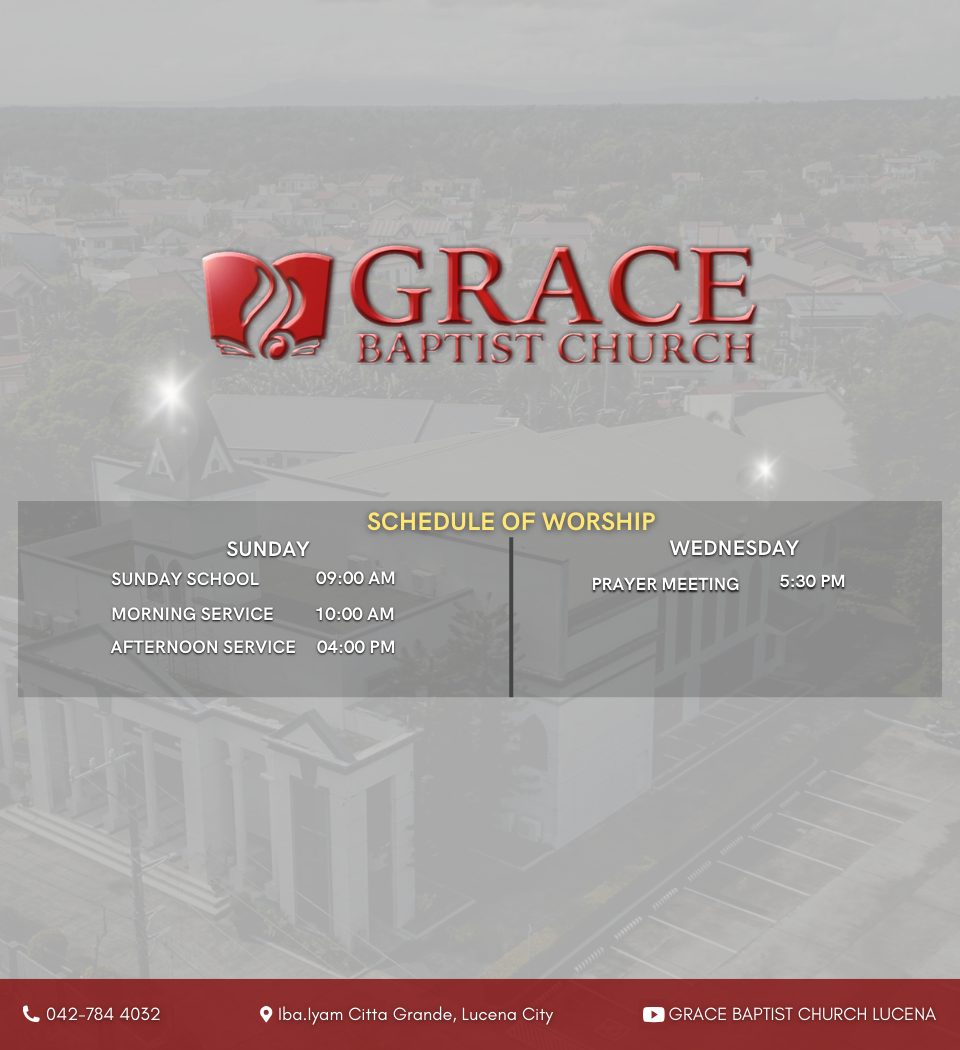 GRACE
BAPTIST CHURCH
SCHEDULE OF WORSHIP
SUNDAY
SUNDAY SCHOOL 09:00 AM
MORNING SERVICE 10:00 AM
AFTERNOON SERVICE 04:00 PM
WEDNESDAY
PRAYER MEETING 5:30 PM
042-784 4032
Iba.Iyam Citta Grande, Lucena City
GRACE BAPTIST CHURCH LUCENA